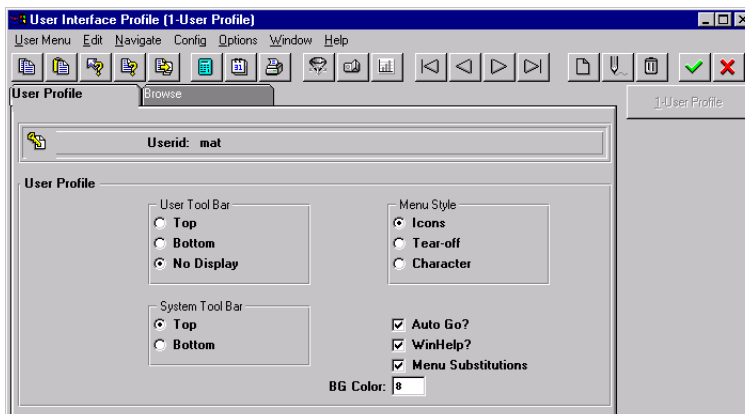 User Interface Profile (1-User Profile)
User Menu Edit Navigate Config Options Window Help
31
User Profile Browse
1-User Profile
Userid: mat
User Profile
User Tool Bar
Top
Bottom
No Display
Menu Style
Icons
Tear-off
Character
System Tool Bar
Top
Bottom
Auto Go?
WinHelp?
Menu Substitutions
BG Color: 8